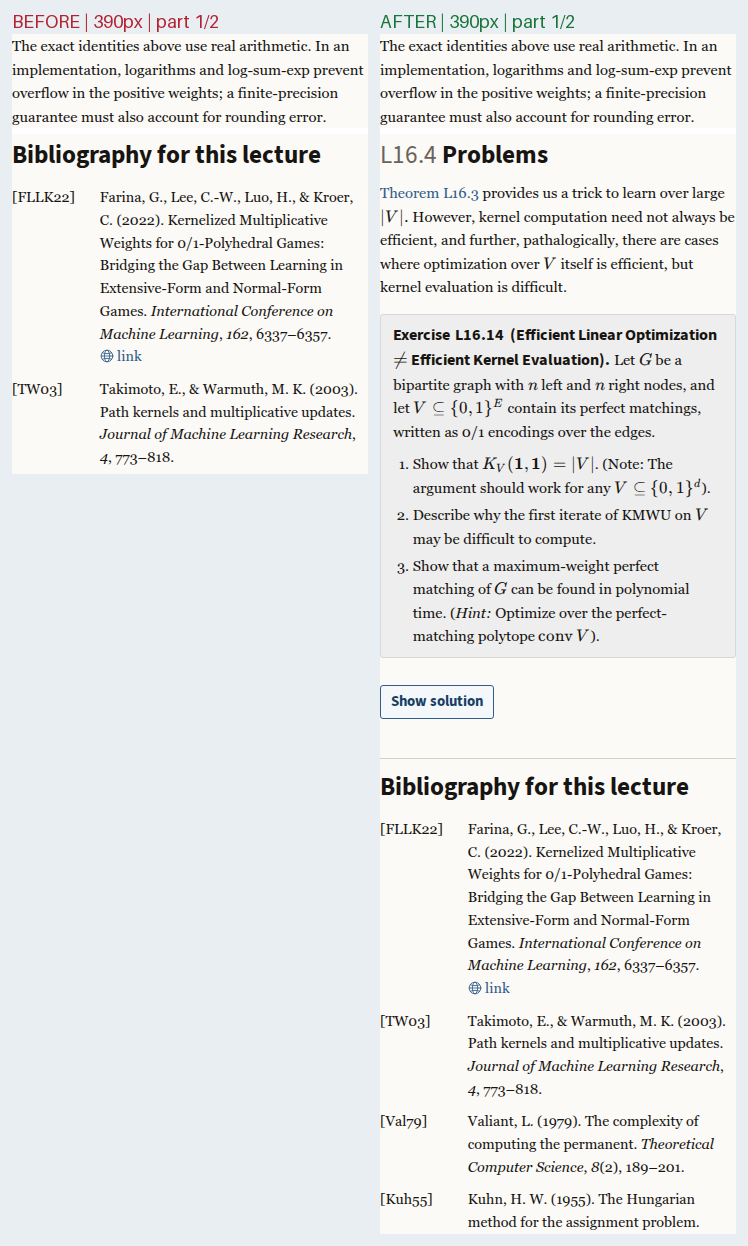 BEFORE | 390px | part 1/2
The exact identities above use real arithmetic. In an
implementation, logarithms and log-sum-exp prevent
overflow in the positive weights; a finite-precision
guarantee must also account for rounding error.
Bibliography for this lecture
[FLLK22] Farina, G., Lee, C.-W., Luo, H., & Kroer,
C. (2022). Kernelized Multiplicative
Weights for 0/1-Polyhedral Games:
Bridging the Gap Between Learning in
Extensive-Form and Normal-Form
Games. International Conference on
Machine Learning, 162, 6337–6357.
link
[TW03] Takimoto, E., & Warmuth, M. K. (2003).
Path kernels and multiplicative updates.
Journal of Machine Learning Research,
4, 773–818.
AFTER | 390px | part 1/2
The exact identities above use real arithmetic. In an
implementation, logarithms and log-sum-exp prevent
overflow in the positive weights; a finite-precision
guarantee must also account for rounding error.
L16.4 Problems
Theorem L16.3 provides us a trick to learn over large
|V|. However, kernel computation need not always be
efficient, and further, pathalogically, there are cases
where optimization over V itself is efficient, but
kernel evaluation is difficult.
Exercise L16.14 (Efficient Linear Optimization
≠ Efficient Kernel Evaluation). Let G be a
bipartite graph with n left and n right nodes, and
let V ⊆ {0, 1}^E contain its perfect matchings,
written as 0/1 encodings over the edges.
1. Show that K_V(1, 1) = |V|. (Note: The
argument should work for any V ⊆ {0, 1}^d).
2. Describe why the first iterate of KMWU on V
may be difficult to compute.
3. Show that a maximum-weight perfect
matching of G can be found in polynomial
time. (Hint: Optimize over the perfect-
matching polytope conv V).
Show solution
Bibliography for this lecture
[FLLK22] Farina, G., Lee, C.-W., Luo, H., & Kroer,
C. (2022). Kernelized Multiplicative
Weights for 0/1-Polyhedral Games:
Bridging the Gap Between Learning in
Extensive-Form and Normal-Form
Games. International Conference on
Machine Learning, 162, 6337–6357.
link
[TW03] Takimoto, E., & Warmuth, M. K. (2003).
Path kernels and multiplicative updates.
Journal of Machine Learning Research,
4, 773–818.
[Val79] Valiant, L. (1979). The complexity of
computing the permanent. Theoretical
Computer Science, 8(2), 189–201.
[Kuh55] Kuhn, H. W. (1955). The Hungarian
method for the assignment problem.